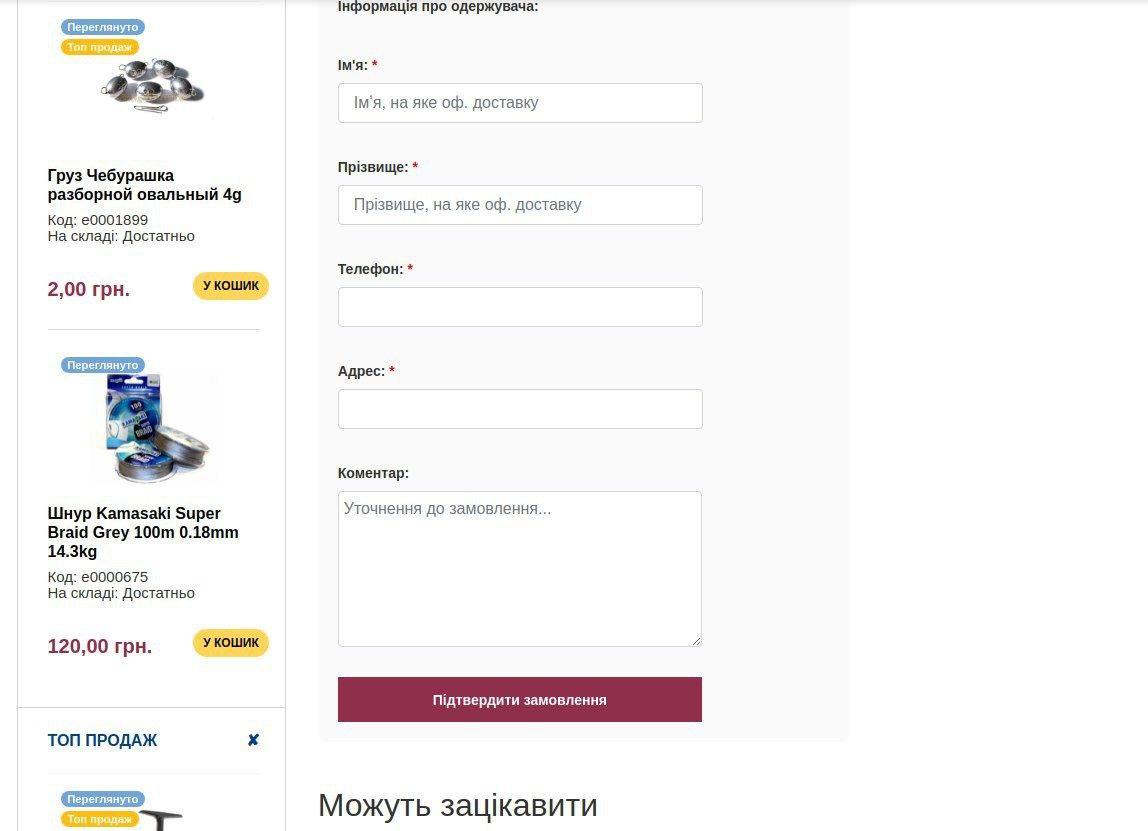 Переглянуто
Топ продаж
Груз Чебурашка
разборной овальный 4g
Код: e0001899
На складі: Достатньо
2,00 грн.
У КОШИК
Переглянуто
Шнур Kamasaki Super
Braid Grey 100m 0.18mm
14.3kg
Код: e0000675
На складі: Достатньо
120,00 грн.
У КОШИК
ТОП ПРОДАЖ
✘
Переглянуто
Топ продаж
Інформація про одержувача:
Ім'я: *
Ім’я, на яке оф. доставку
Прізвище: *
Прізвище, на яке оф. доставку
Телефон: *
Адрес: *
Коментар:
Уточнення до замовлення...
Підтвердити замовлення
Можуть зацікавити